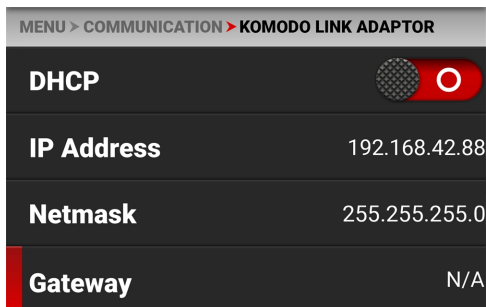 MENU > COMMUNICATION > KOMODO LINK ADAPTOR
DHCP
IP Address 192.168.42.88
Netmask 255.255.255.0
Gateway N/A